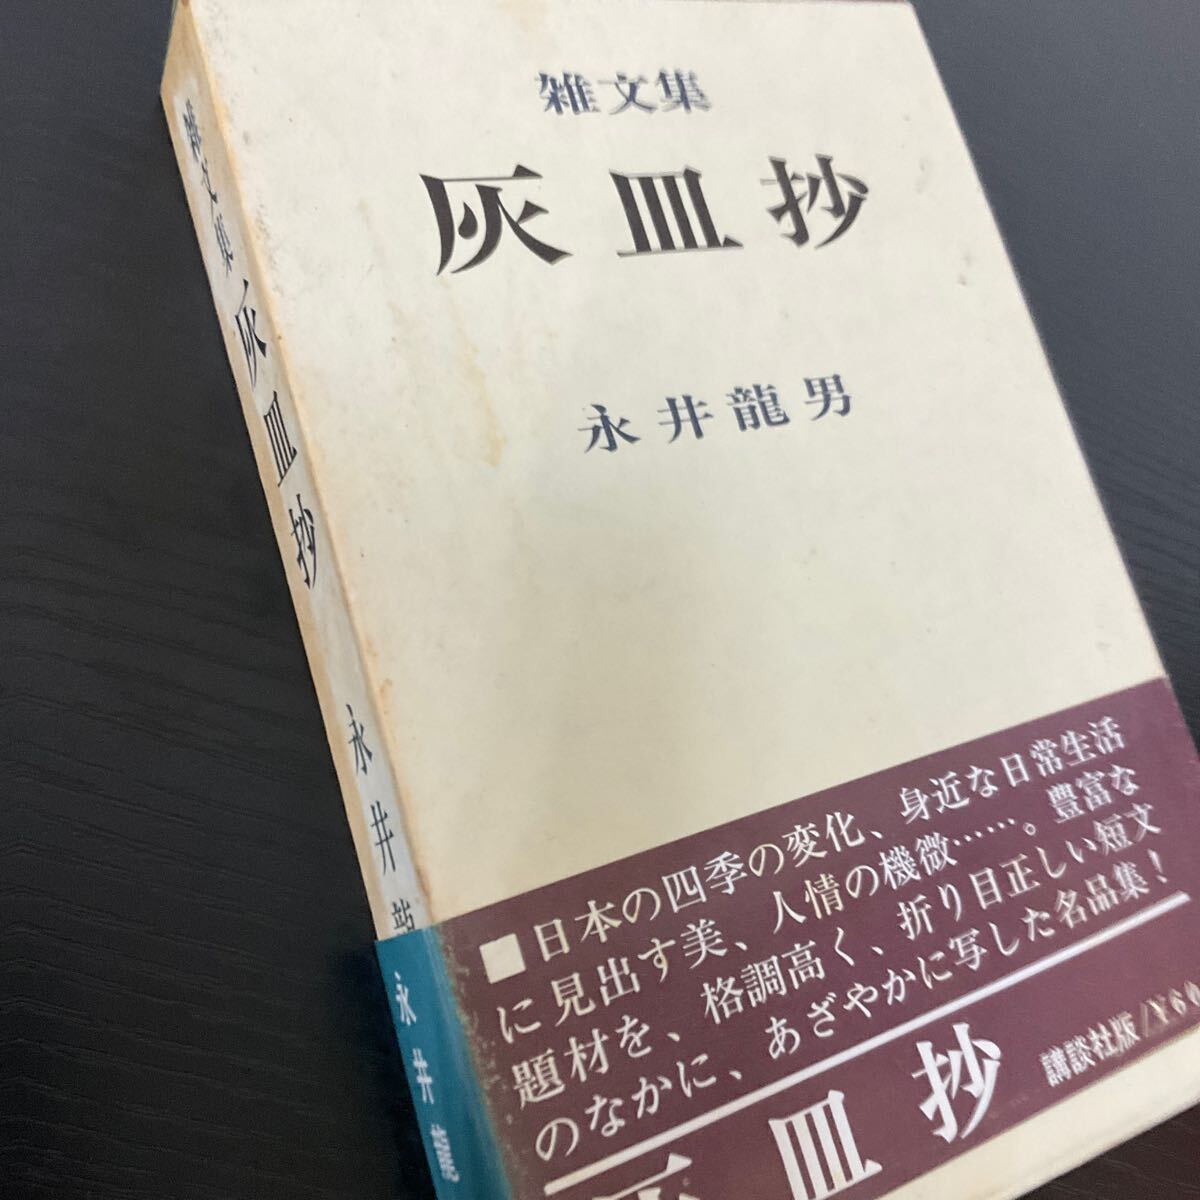 雑文集
灰皿抄
永井龍男
雑文集 灰皿抄 永井龍
永井龍
■日本の四季の変化、身近な日常生活
に見出す美、人情の機微……。豊富な
題材を、格調高く、折り目正しい短文
のなかに、あざやかに写した名品集!
灰皿抄
講談社版/¥6